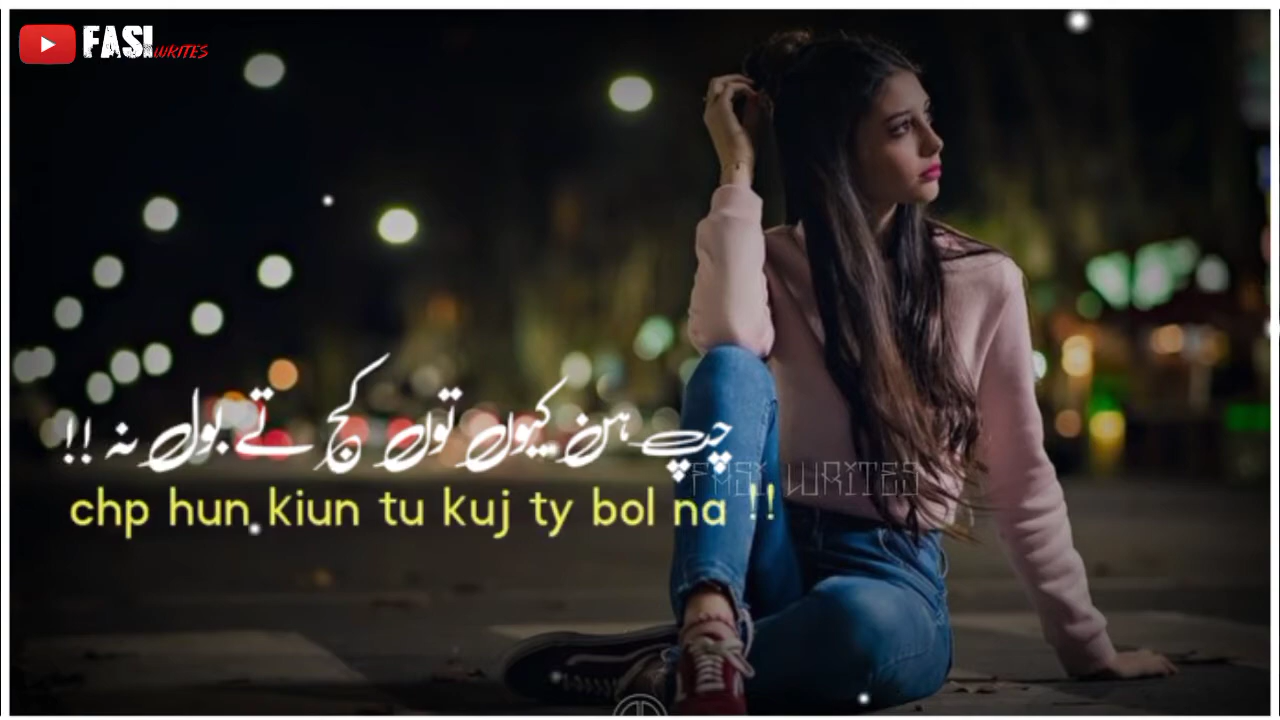 FASI WRITES
چپ ہن کیوں توں کج تے بول نہ !!
FASI WRITES
chp hun kiun tu kuj ty bol na !!